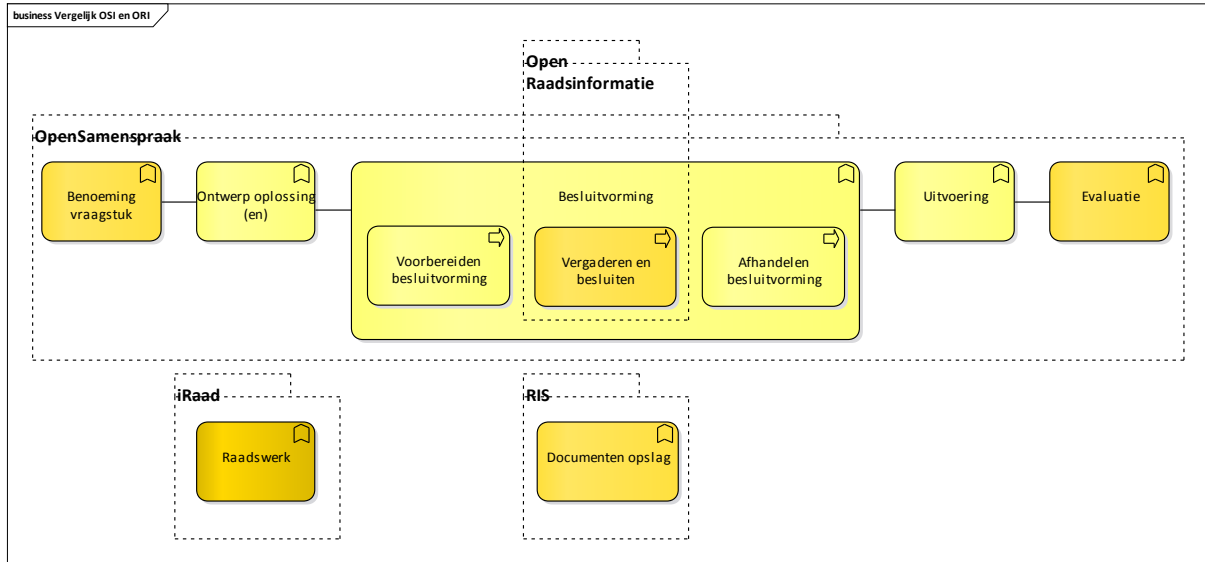 business Vergelijk OSI en ORI
Open
Raadsinformatie
OpenSamenspraak
Benoeming
vraagstuk
Ontwerp oplossing
(en)
Besluitvorming
Voorbereiden
besluitvorming
Vergaderen en
besluiten
Afhandelen
besluitvorming
Uitvoering
Evaluatie
iRaad
Raadswerk
RIS
Documenten opslag